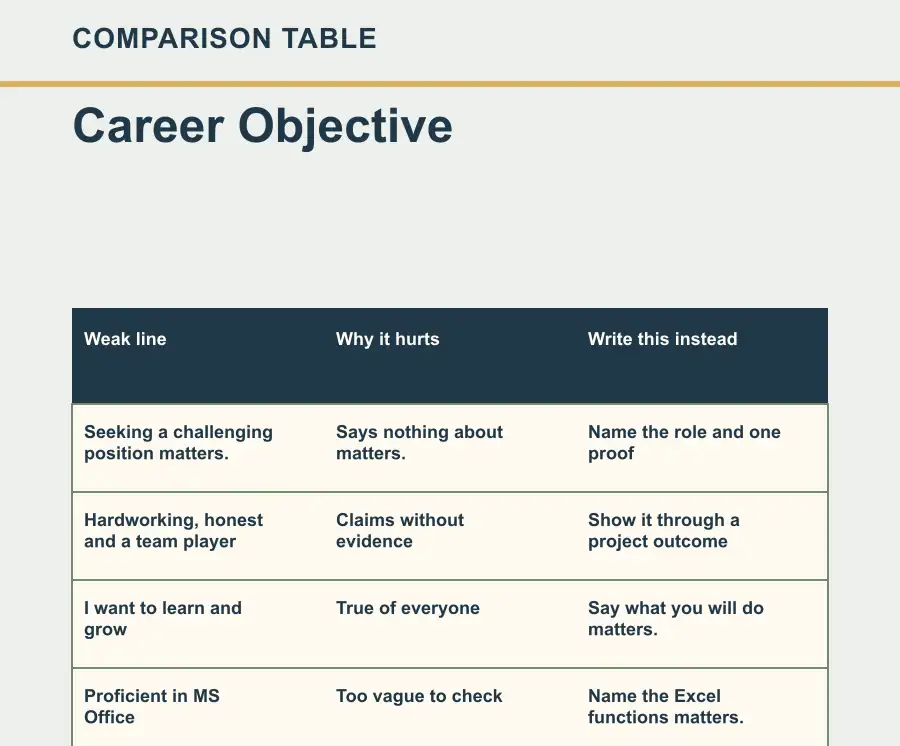 COMPARISON TABLE
Career Objective
Weak line
Why it hurts
Write this instead
Seeking a challenging
position matters.
Says nothing about
matters.
Name the role and one
proof
Hardworking, honest
and a team player
Claims without
evidence
Show it through a
project outcome
I want to learn and
grow
True of everyone
Say what you will do
matters.
Proficient in MS
Office
Too vague to check
Name the Excel
functions matters.